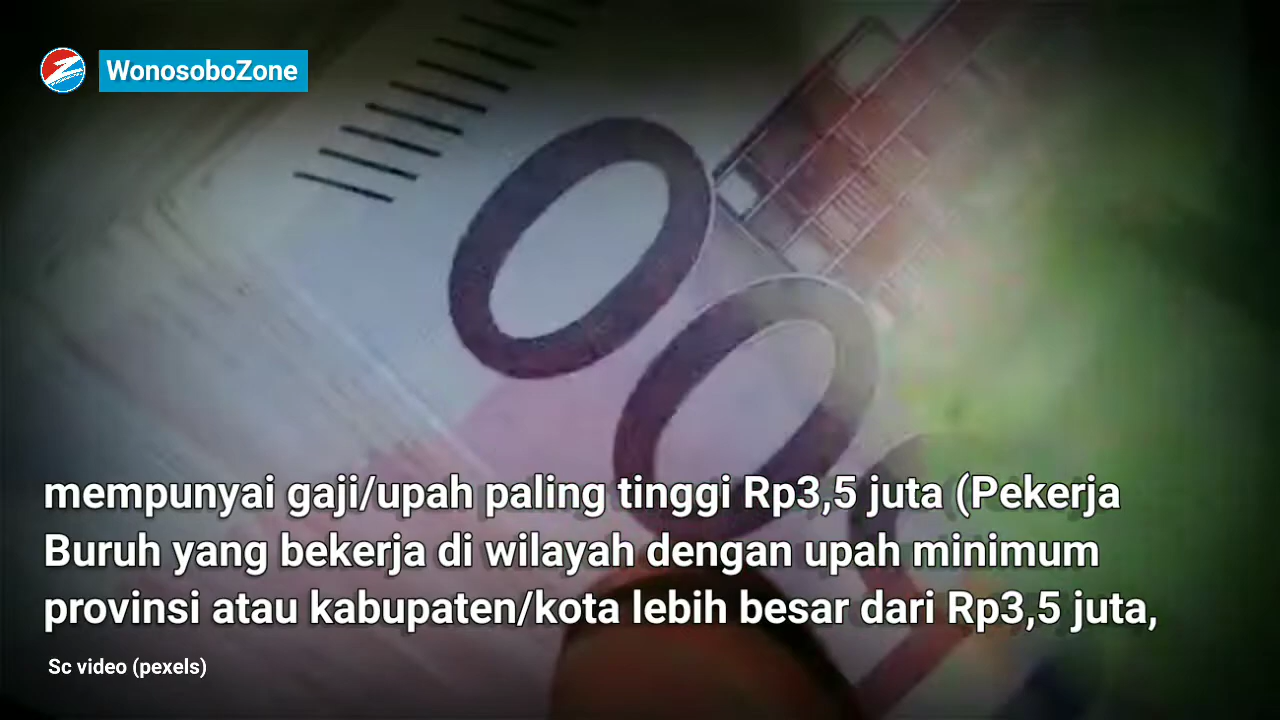 WonosoboZone
mempunyai gaji/upah paling tinggi Rp3,5 juta (Pekerja
Buruh yang bekerja di wilayah dengan upah minimum
provinsi atau kabupaten/kota lebih besar dari Rp3,5 juta,
Sc video (pexels)